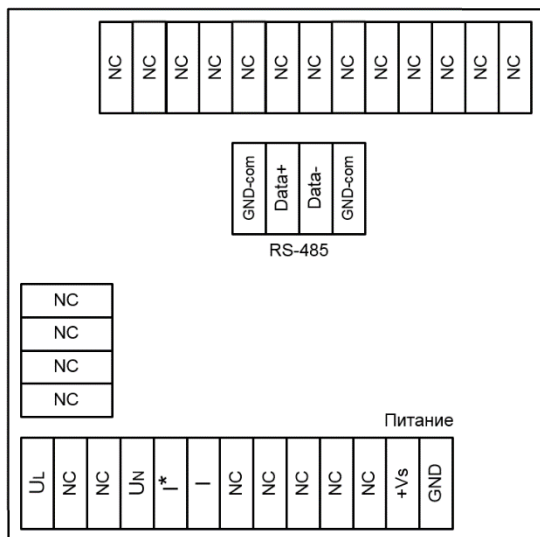 NC NC NC NC NC NC NC NC NC NC NC NC NC
GND-com Data+ Data- GND-com
RS-485
NC
NC
NC
NC
Питание
UL NC NC UN I* I NC NC NC NC NC +Vs GND